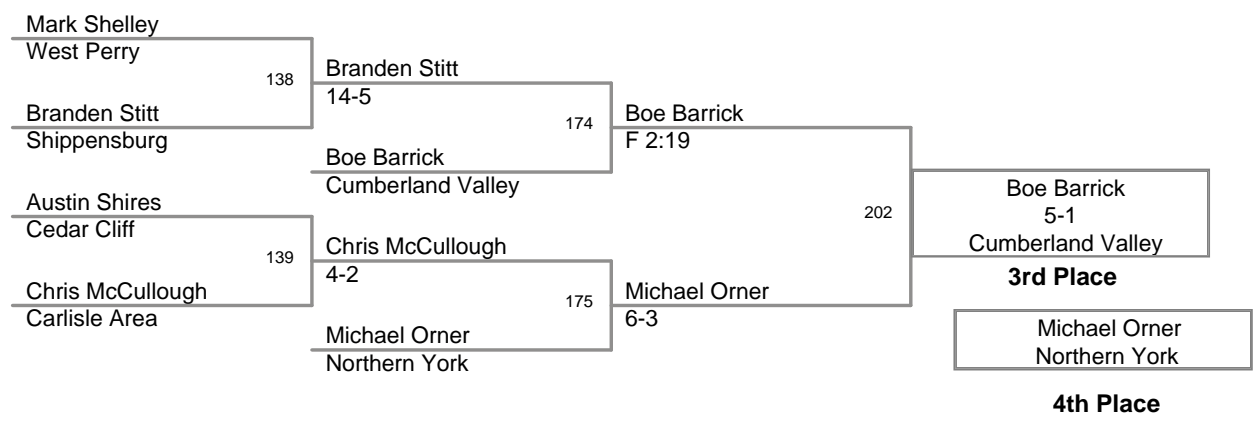 Mark Shelley
West Perry
138
Branden Stitt
14-5
Branden Stitt
Shippensburg
174
Boe Barrick
F 2:19
Boe Barrick
Cumberland Valley
Austin Shires
Cedar Cliff
139
Chris McCullough
4-2
Chris McCullough
Carlisle Area
175
Michael Orner
6-3
Michael Orner
Northern York
202
Boe Barrick
5-1
Cumberland Valley
3rd Place
Michael Orner
Northern York
4th Place